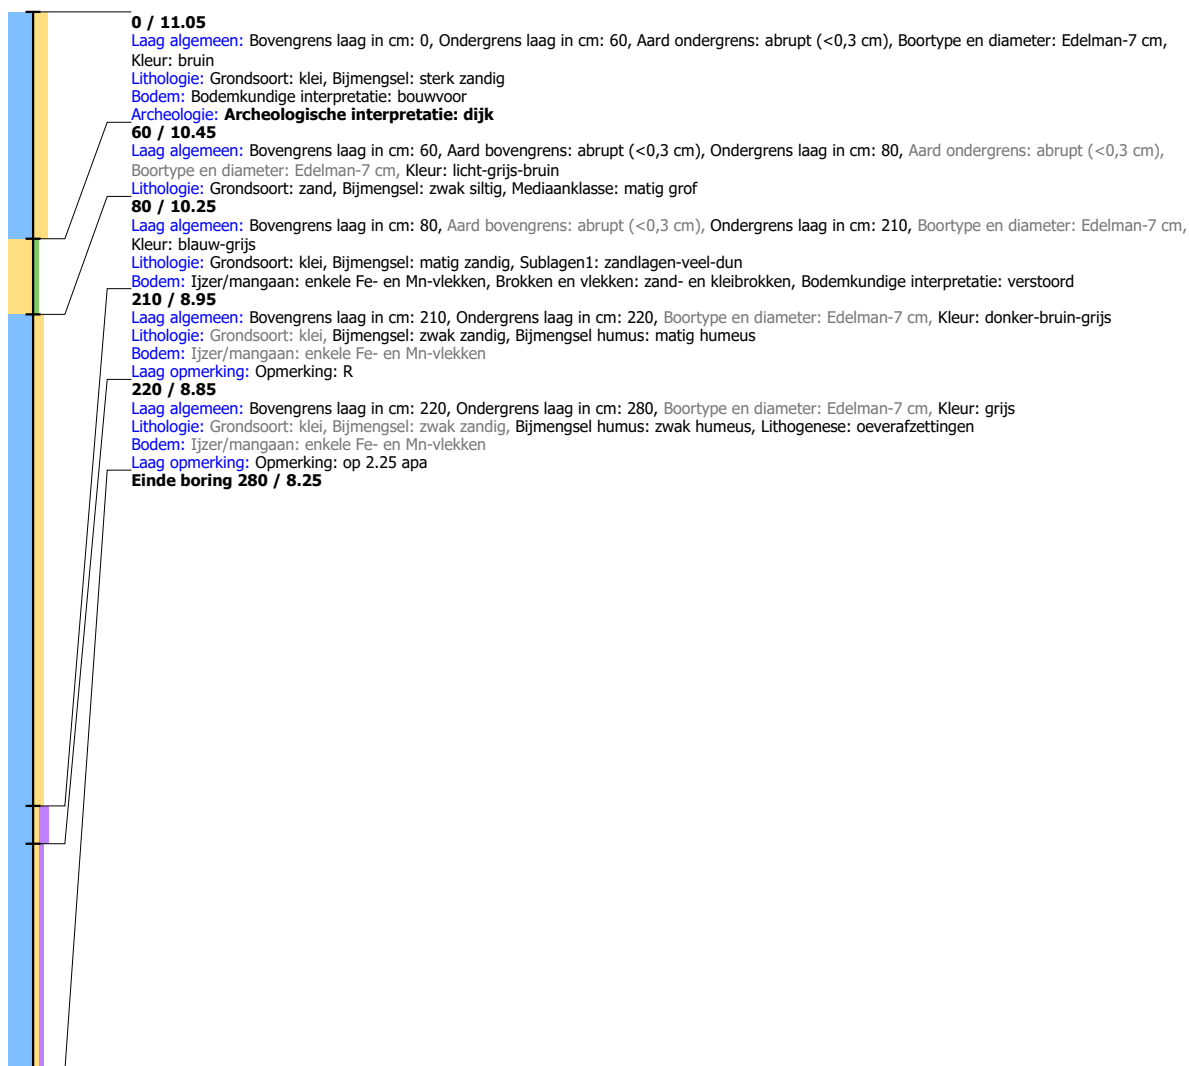 0 / 11.05
Laag algemeen: Bovengrens laag in cm: 0, Ondergrens laag in cm: 60, Aard ondergrens: abrupt (<0,3 cm), Boortype en diameter: Edelman-7 cm,
Kleur: bruin
Lithologie: Grondsoort: klei, Bijmengsel: sterk zandig
Bodem: Bodemkundige interpretatie: bouwvoor
Archeologie: Archeologische interpretatie: dijk
60 / 10.45
Laag algemeen: Bovengrens laag in cm: 60, Aard bovengrens: abrupt (<0,3 cm), Ondergrens laag in cm: 80, Aard ondergrens: abrupt (<0,3 cm),
Boortype en diameter: Edelman-7 cm, Kleur: licht-grijs-bruin
Lithologie: Grondsoort: zand, Bijmengsel: zwak siltig, Mediaanklasse: matig grof
80 / 10.25
Laag algemeen: Bovengrens laag in cm: 80, Aard bovengrens: abrupt (<0,3 cm), Ondergrens laag in cm: 210, Boortype en diameter: Edelman-7 cm,
Kleur: blauw-grijs
Lithologie: Grondsoort: klei, Bijmengsel: matig zandig, Sublagen1: zandlagen-veel-dun
Bodem: Ijzer/mangaan: enkele Fe- en Mn-vlekken, Brokken en vlekken: zand- en kleibrokken, Bodemkundige interpretatie: verstoord
210 / 8.95
Laag algemeen: Bovengrens laag in cm: 210, Ondergrens laag in cm: 220, Boortype en diameter: Edelman-7 cm, Kleur: donker-bruin-grijs
Lithologie: Grondsoort: klei, Bijmengsel: zwak zandig, Bijmengsel humus: matig humeus
Bodem: Ijzer/mangaan: enkele Fe- en Mn-vlekken
Laag opmerking: Opmerking: R
220 / 8.85
Laag algemeen: Bovengrens laag in cm: 220, Ondergrens laag in cm: 280, Boortype en diameter: Edelman-7 cm, Kleur: grijs
Lithologie: Grondsoort: klei, Bijmengsel: zwak zandig, Bijmengsel humus: zwak humeus, Lithogenese: oeverafzettingen
Bodem: Ijzer/mangaan: enkele Fe- en Mn-vlekken
Laag opmerking: Opmerking: op 2.25 apa
Einde boring 280 / 8.25